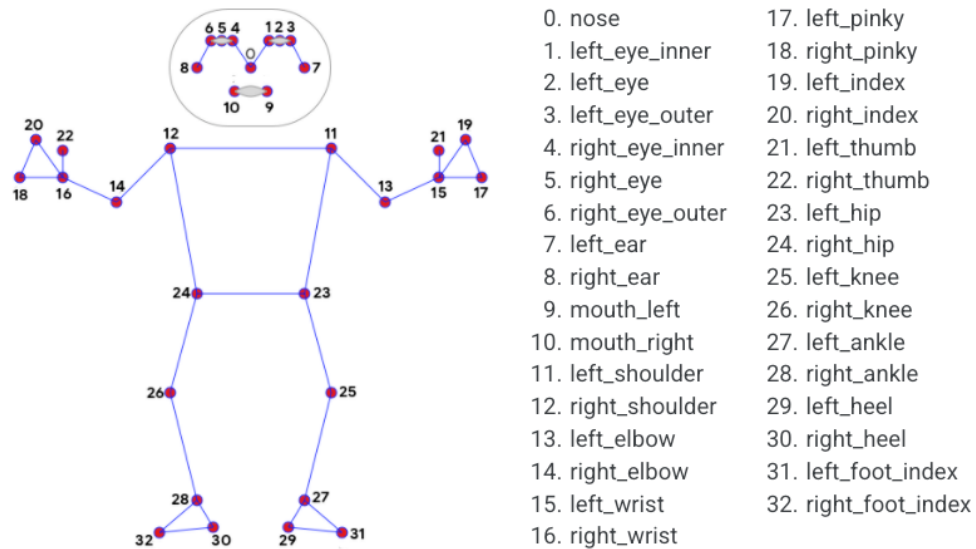 6 5 4 1 2 3
0
8 7
10 9
20 22 12 11 21 19
18 16 14 13 15 17
24 23
26 25
28 27
32 30 29 31
0. nose
1. left_eye_inner
2. left_eye
3. left_eye_outer
4. right_eye_inner
5. right_eye
6. right_eye_outer
7. left_ear
8. right_ear
9. mouth_left
10. mouth_right
11. left_shoulder
12. right_shoulder
13. left_elbow
14. right_elbow
15. left_wrist
16. right_wrist
17. left_pinky
18. right_pinky
19. left_index
20. right_index
21. left_thumb
22. right_thumb
23. left_hip
24. right_hip
25. left_knee
26. right_knee
27. left_ankle
28. right_ankle
29. left_heel
30. right_heel
31. left_foot_index
32. right_foot_index